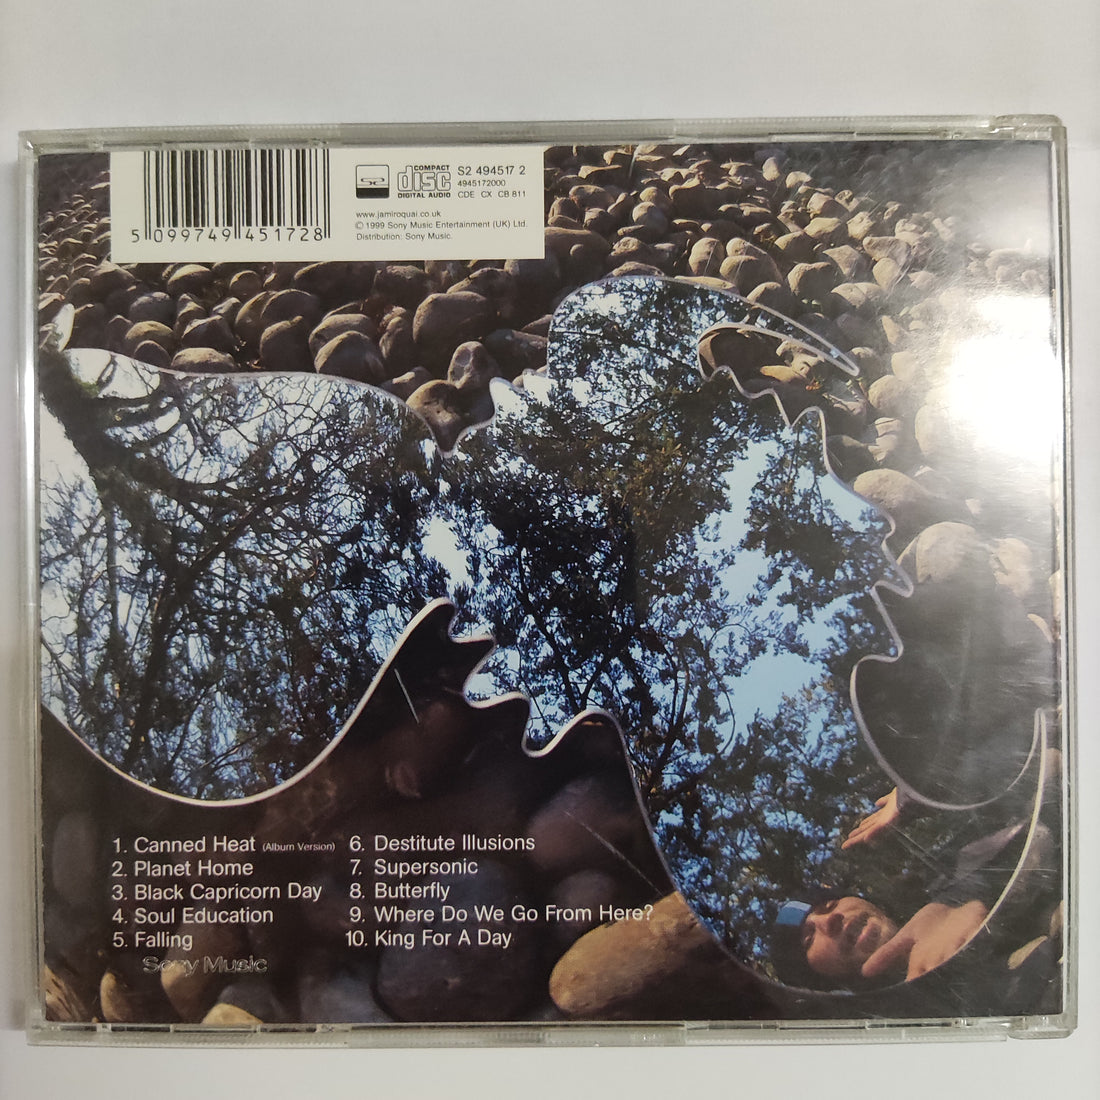 5 099749 451728
COMPACT
disc
DIGITAL AUDIO
S2 494517 2
4945172000
CDE CX CB 811
www.jamiroquai.co.uk
© 1999 Sony Music Entertainment (UK) Ltd.
Distribution: Sony Music.
1. Canned Heat (Album Version)
2. Planet Home
3. Black Capricorn Day
4. Soul Education
5. Falling
6. Destitute Illusions
7. Supersonic
8. Butterfly
9. Where Do We Go From Here?
10. King For A Day
Sony Music